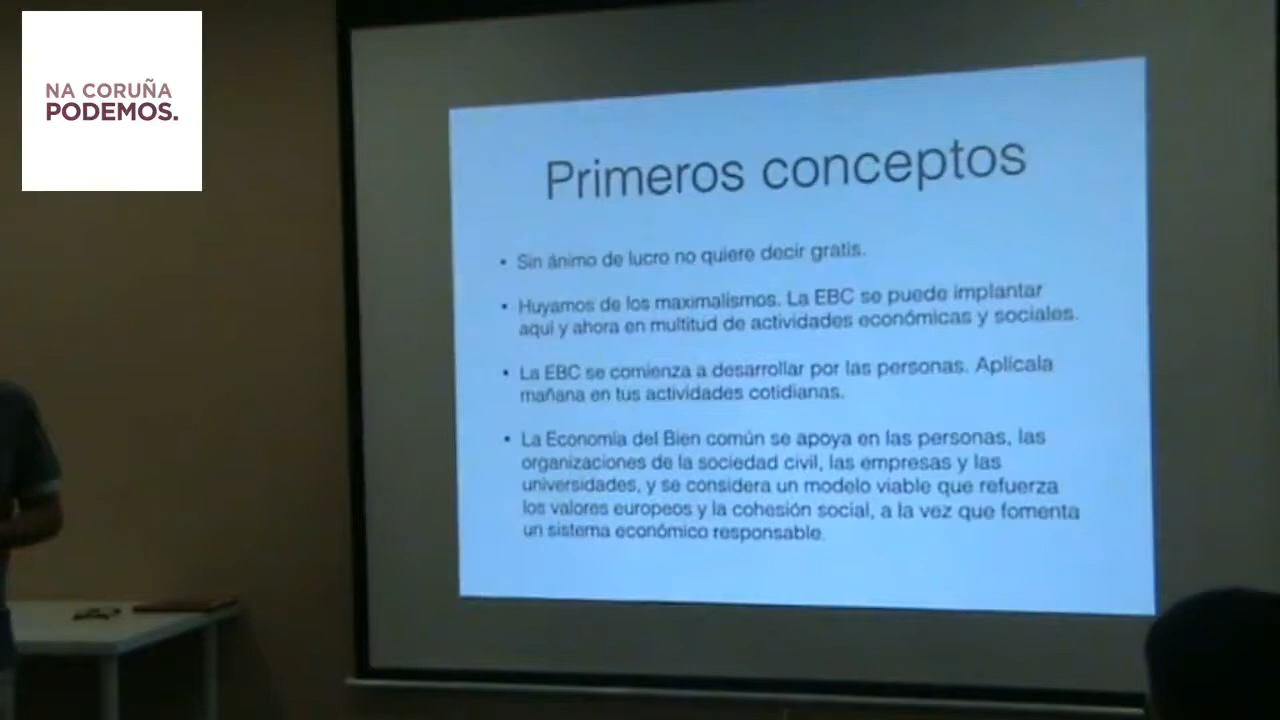 NA CORUÑA
PODEMOS.
Primeros conceptos
• Sin ánimo de lucro no quiere decir gratis.
• Huyamos de los maximalismos. La EBC se puede implantar
aquí y ahora en multitud de actividades económicas y sociales.
• La EBC se comienza a desarrollar por las personas. Aplícala
mañana en tus actividades cotidianas.
• La Economía del Bien común se apoya en las personas, las
organizaciones de la sociedad civil, las empresas y las
universidades, y se considera un modelo viable que refuerza
los valores europeos y la cohesión social, a la vez que fomenta
un sistema económico responsable.